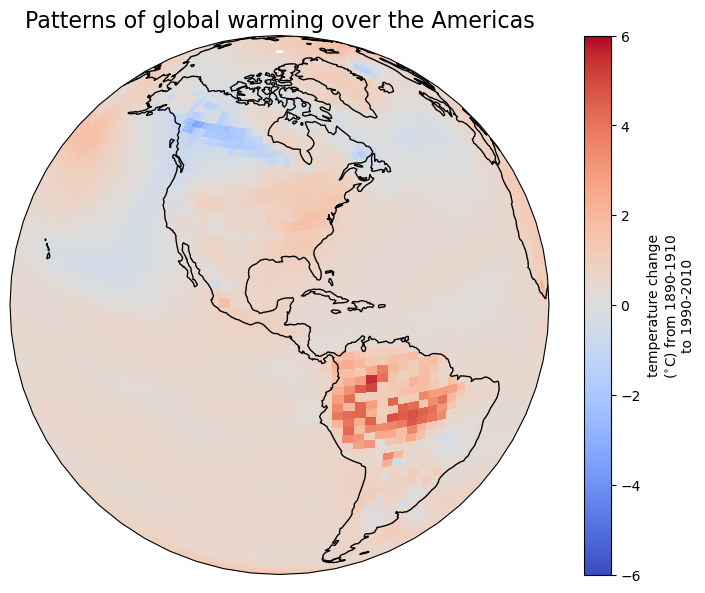 Patterns of global warming over the Americas
6
4
2
0
−2
−4
−6
temperature change
(°C) from 1890-1910
to 1990-2010